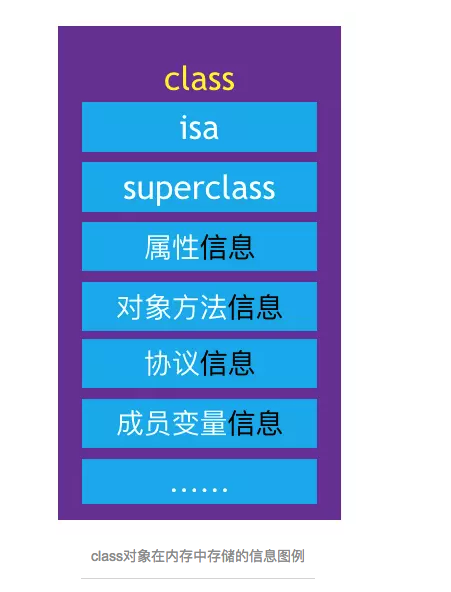 class
isa
superclass
属性信息
对象方法信息
协议信息
成员变量信息
......
class对象在内存中存储的信息图例